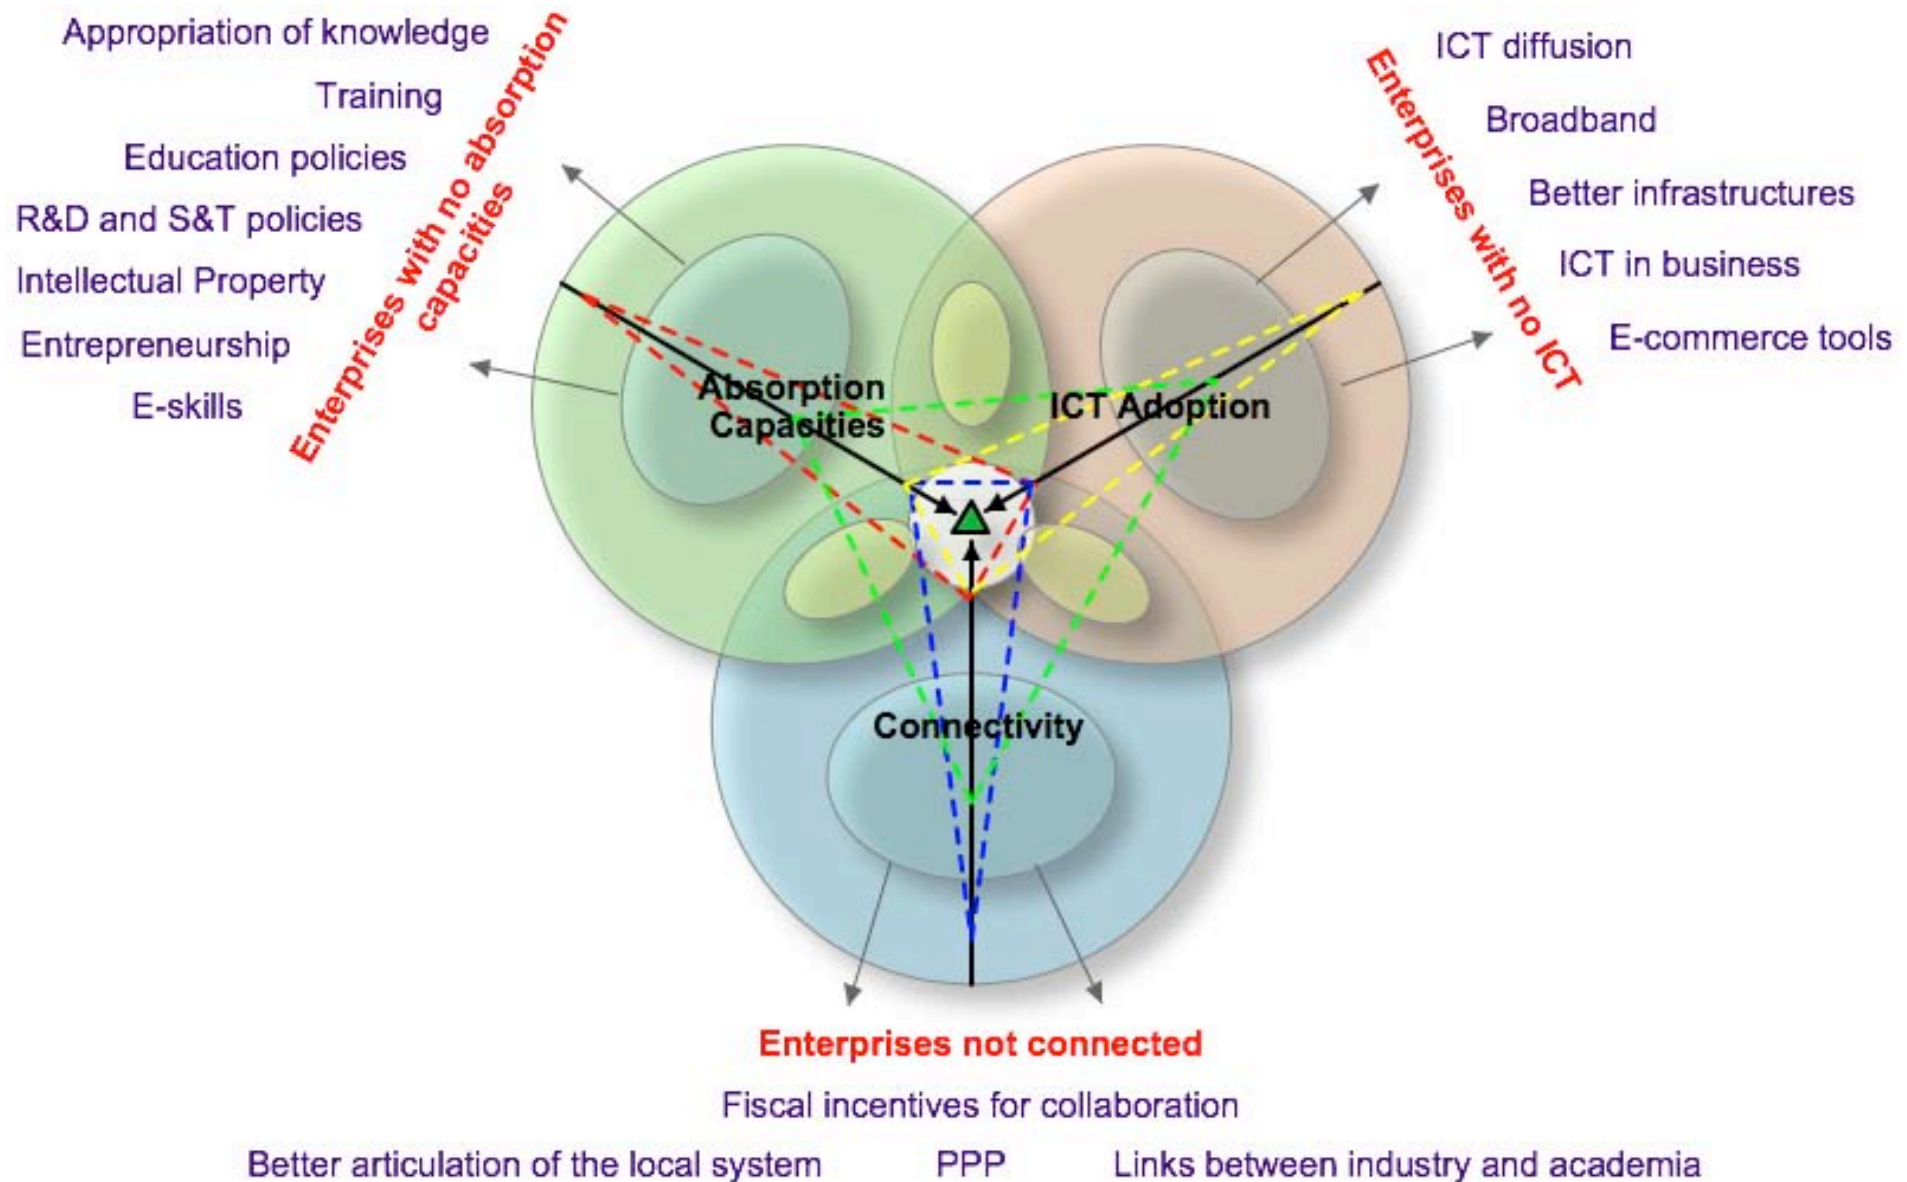 Appropriation of knowledge
Training
Education policies
R&D and S&T policies
Intellectual Property
Entrepreneurship
E-skills
Enterprises with no absorption
capacities
ICT diffusion
Broadband
Better infrastructures
ICT in business
E-commerce tools
Enterprises with no ICT
Absorption
Capacities
ICT Adoption
Connectivity
Enterprises not connected
Fiscal incentives for collaboration
Better articulation of the local system
PPP
Links between industry and academia